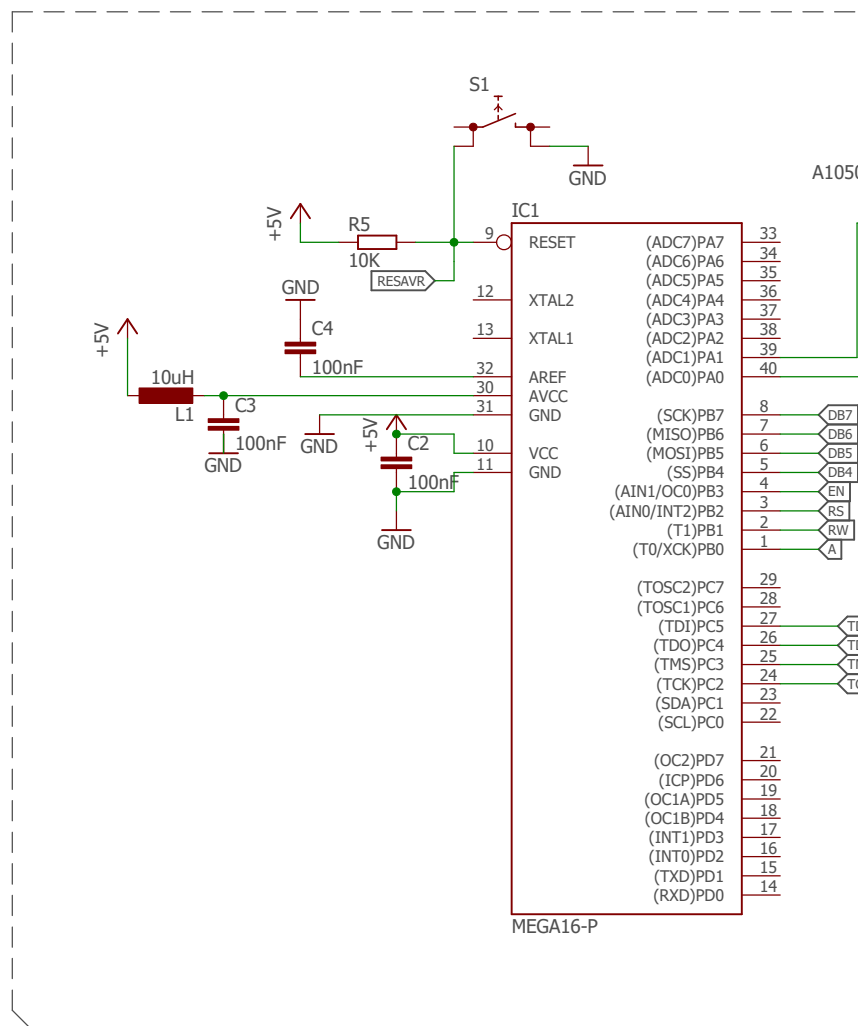 S1
GND
A1050
IC1
+5V
R5
10K
RESAVR
9
RESET
12
XTAL2
13
XTAL1
GND
C4
100nF
32
AREF
30
AVCC
31
GND
10
VCC
11
GND
+5V
10uH
L1
C3
100nF
GND
GND
+5V
C2
100nF
GND
(ADC7)PA7 33
(ADC6)PA6 34
(ADC5)PA5 35
(ADC4)PA4 36
(ADC3)PA3 37
(ADC2)PA2 38
(ADC1)PA1 39
(ADC0)PA0 40
(SCK)PB7 8 DB7
(MISO)PB6 7 DB6
(MOSI)PB5 6 DB5
(SS)PB4 5 DB4
(AIN1/OC0)PB3 4 EN
(AIN0/INT2)PB2 3 RS
(T1)PB1 2 RW
(T0/XCK)PB0 1 A
(TOSC2)PC7 29
(TOSC1)PC6 28
(TDI)PC5 27
(TDO)PC4 26
(TMS)PC3 25
(TCK)PC2 24
(SDA)PC1 23
(SCL)PC0 22
(OC2)PD7 21
(ICP)PD6 20
(OC1A)PD5 19
(OC1B)PD4 18
(INT1)PD3 17
(INT0)PD2 16
(TXD)PD1 15
(RXD)PD0 14
MEGA16-P